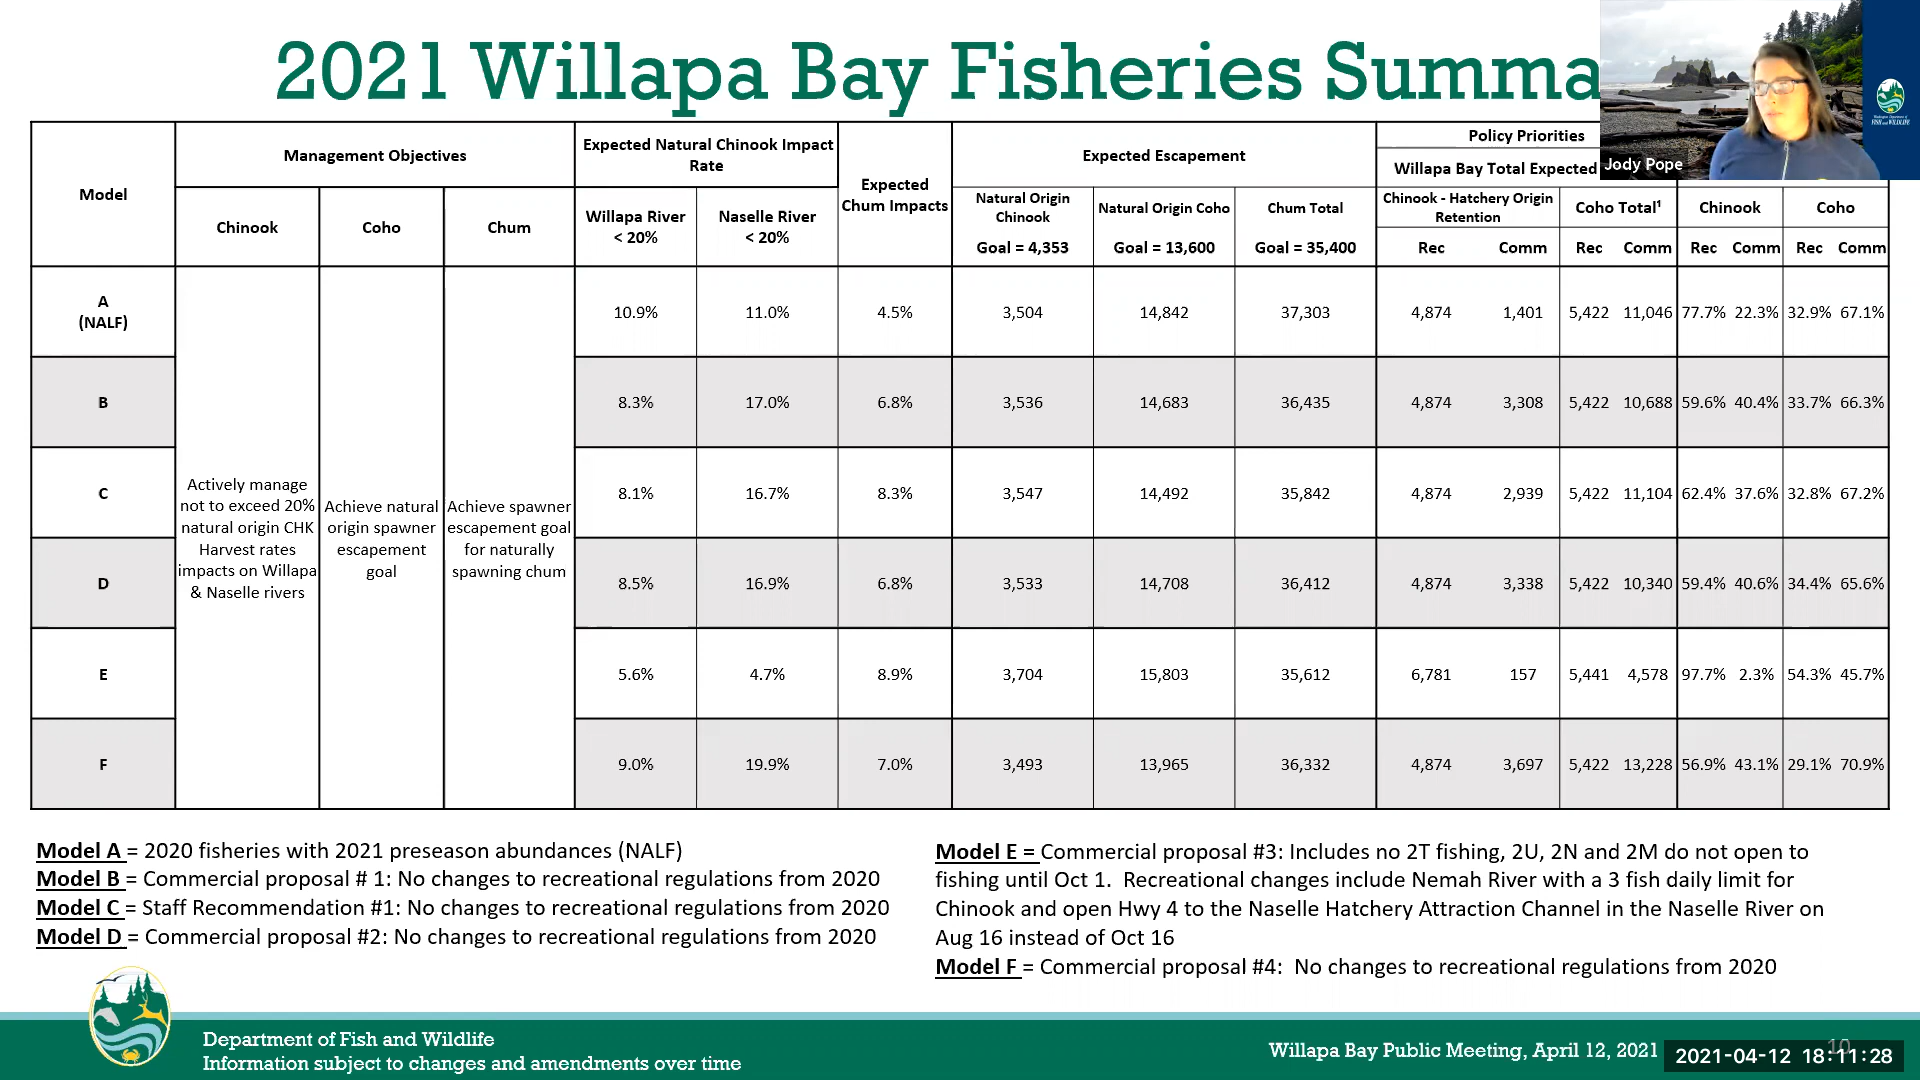 2021 Willapa Bay Fisheries Summa
Jody Pope
Model
Management Objectives
Expected Natural Chinook Impact
Rate
Expected
Chum Impacts
Expected Escapement
Policy Priorities
Willapa Bay Total Expected
Chinook
Coho
Chum
Willapa River
< 20%
Naselle River
< 20%
Natural Origin
Chinook
Goal = 4,353
Natural Origin Coho
Goal = 13,600
Chum Total
Goal = 35,400
Chinook - Hatchery Origin
Retention
Coho Total¹
Chinook
Coho
Rec Comm Rec Comm Rec Comm Rec Comm
A
(NALF)
10.9% 11.0% 4.5% 3,504 14,842 37,303 4,874 1,401 5,422 11,046 77.7% 22.3% 32.9% 67.1%
B 8.3% 17.0% 6.8% 3,536 14,683 36,435 4,874 3,308 5,422 10,688 59.6% 40.4% 33.7% 66.3%
C 8.1% 16.7% 8.3% 3,547 14,492 35,842 4,874 2,939 5,422 11,104 62.4% 37.6% 32.8% 67.2%
D 8.5% 16.9% 6.8% 3,533 14,708 36,412 4,874 3,338 5,422 10,340 59.4% 40.6% 34.4% 65.6%
E 5.6% 4.7% 8.9% 3,704 15,803 35,612 6,781 157 5,441 4,578 97.7% 2.3% 54.3% 45.7%
F 9.0% 19.9% 7.0% 3,493 13,965 36,332 4,874 3,697 5,422 13,228 56.9% 43.1% 29.1% 70.9%
Actively manage
not to exceed 20%
natural origin CHK
Harvest rates
impacts on Willapa
& Naselle rivers
Achieve natural
origin spawner
escapement
goal
Achieve spawner
escapement goal
for naturally
spawning chum
Model A = 2020 fisheries with 2021 preseason abundances (NALF)
Model B = Commercial proposal # 1: No changes to recreational regulations from 2020
Model C = Staff Recommendation #1: No changes to recreational regulations from 2020
Model D = Commercial proposal #2: No changes to recreational regulations from 2020
Model E = Commercial proposal #3: Includes no 2T fishing, 2U, 2N and 2M do not open to
fishing until Oct 1. Recreational changes include Nemah River with a 3 fish daily limit for
Chinook and open Hwy 4 to the Naselle Hatchery Attraction Channel in the Naselle River on
Aug 16 instead of Oct 16
Model F = Commercial proposal #4: No changes to recreational regulations from 2020
Department of Fish and Wildlife
Information subject to changes and amendments over time
Willapa Bay Public Meeting, April 12, 2021
10
2021-04-12 18:11:28